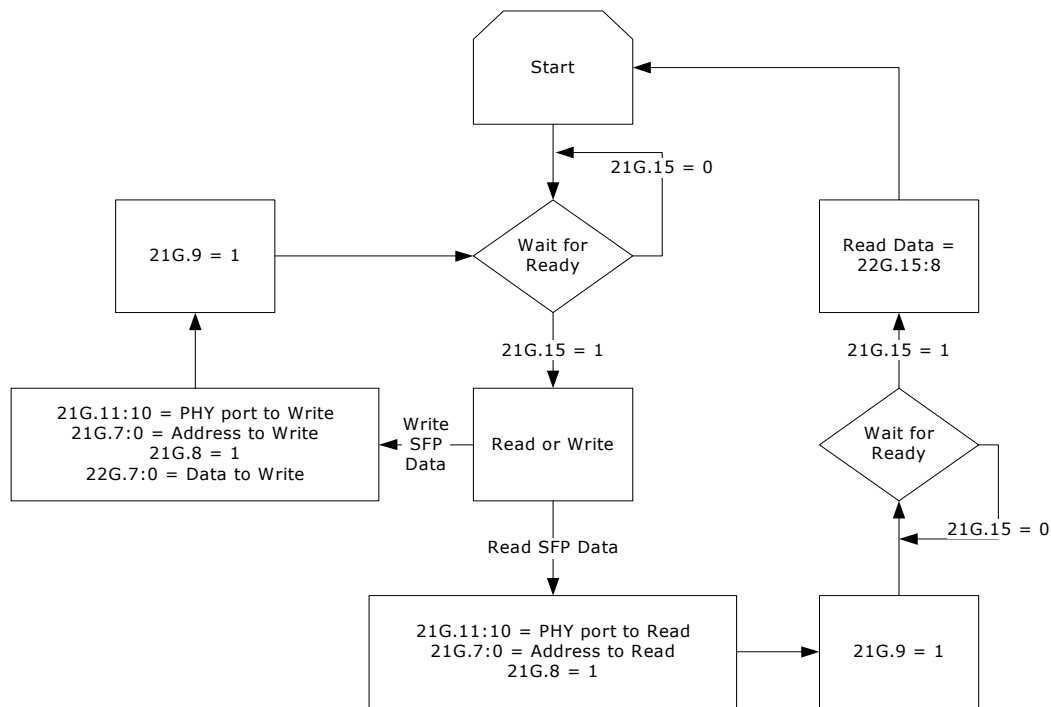 Start
21G.15 = 0
21G.9 = 1
Wait for
Ready
Read Data =
22G.15:8
21G.15 = 1
21G.15 = 1
21G.11:10 = PHY port to Write
21G.7:0 = Address to Write
21G.8 = 1
22G.7:0 = Data to Write
Write
SFP
Data
Read or Write
Wait for
Ready
21G.15 = 0
Read SFP Data
21G.11:10 = PHY port to Read
21G.7:0 = Address to Read
21G.8 = 1
21G.9 = 1